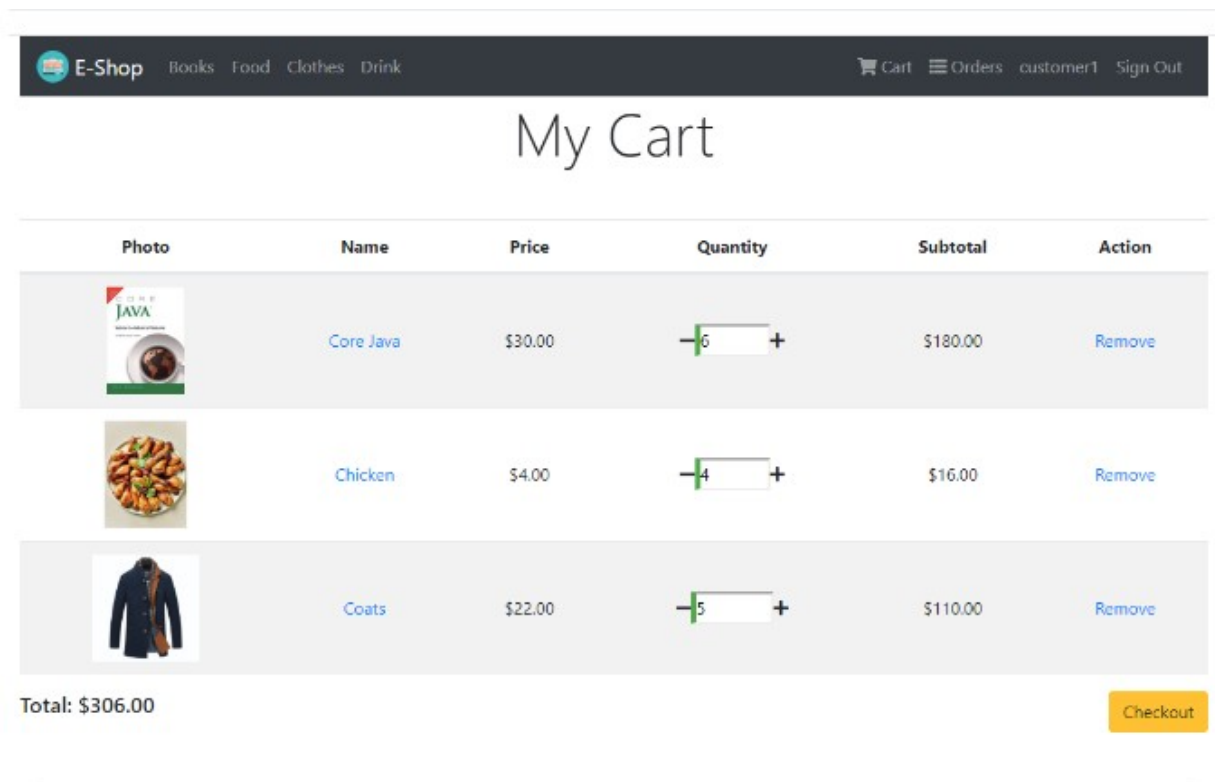 E-Shop Books Food Clothes Drink Cart Orders customer1 Sign Out
My Cart
Photo Name Price Quantity Subtotal Action
CORE
JAVA
Core Java $30.00 6 $180.00 Remove
Chicken $4.00 4 $16.00 Remove
Coats $22.00 5 $110.00 Remove
Total: $306.00
Checkout